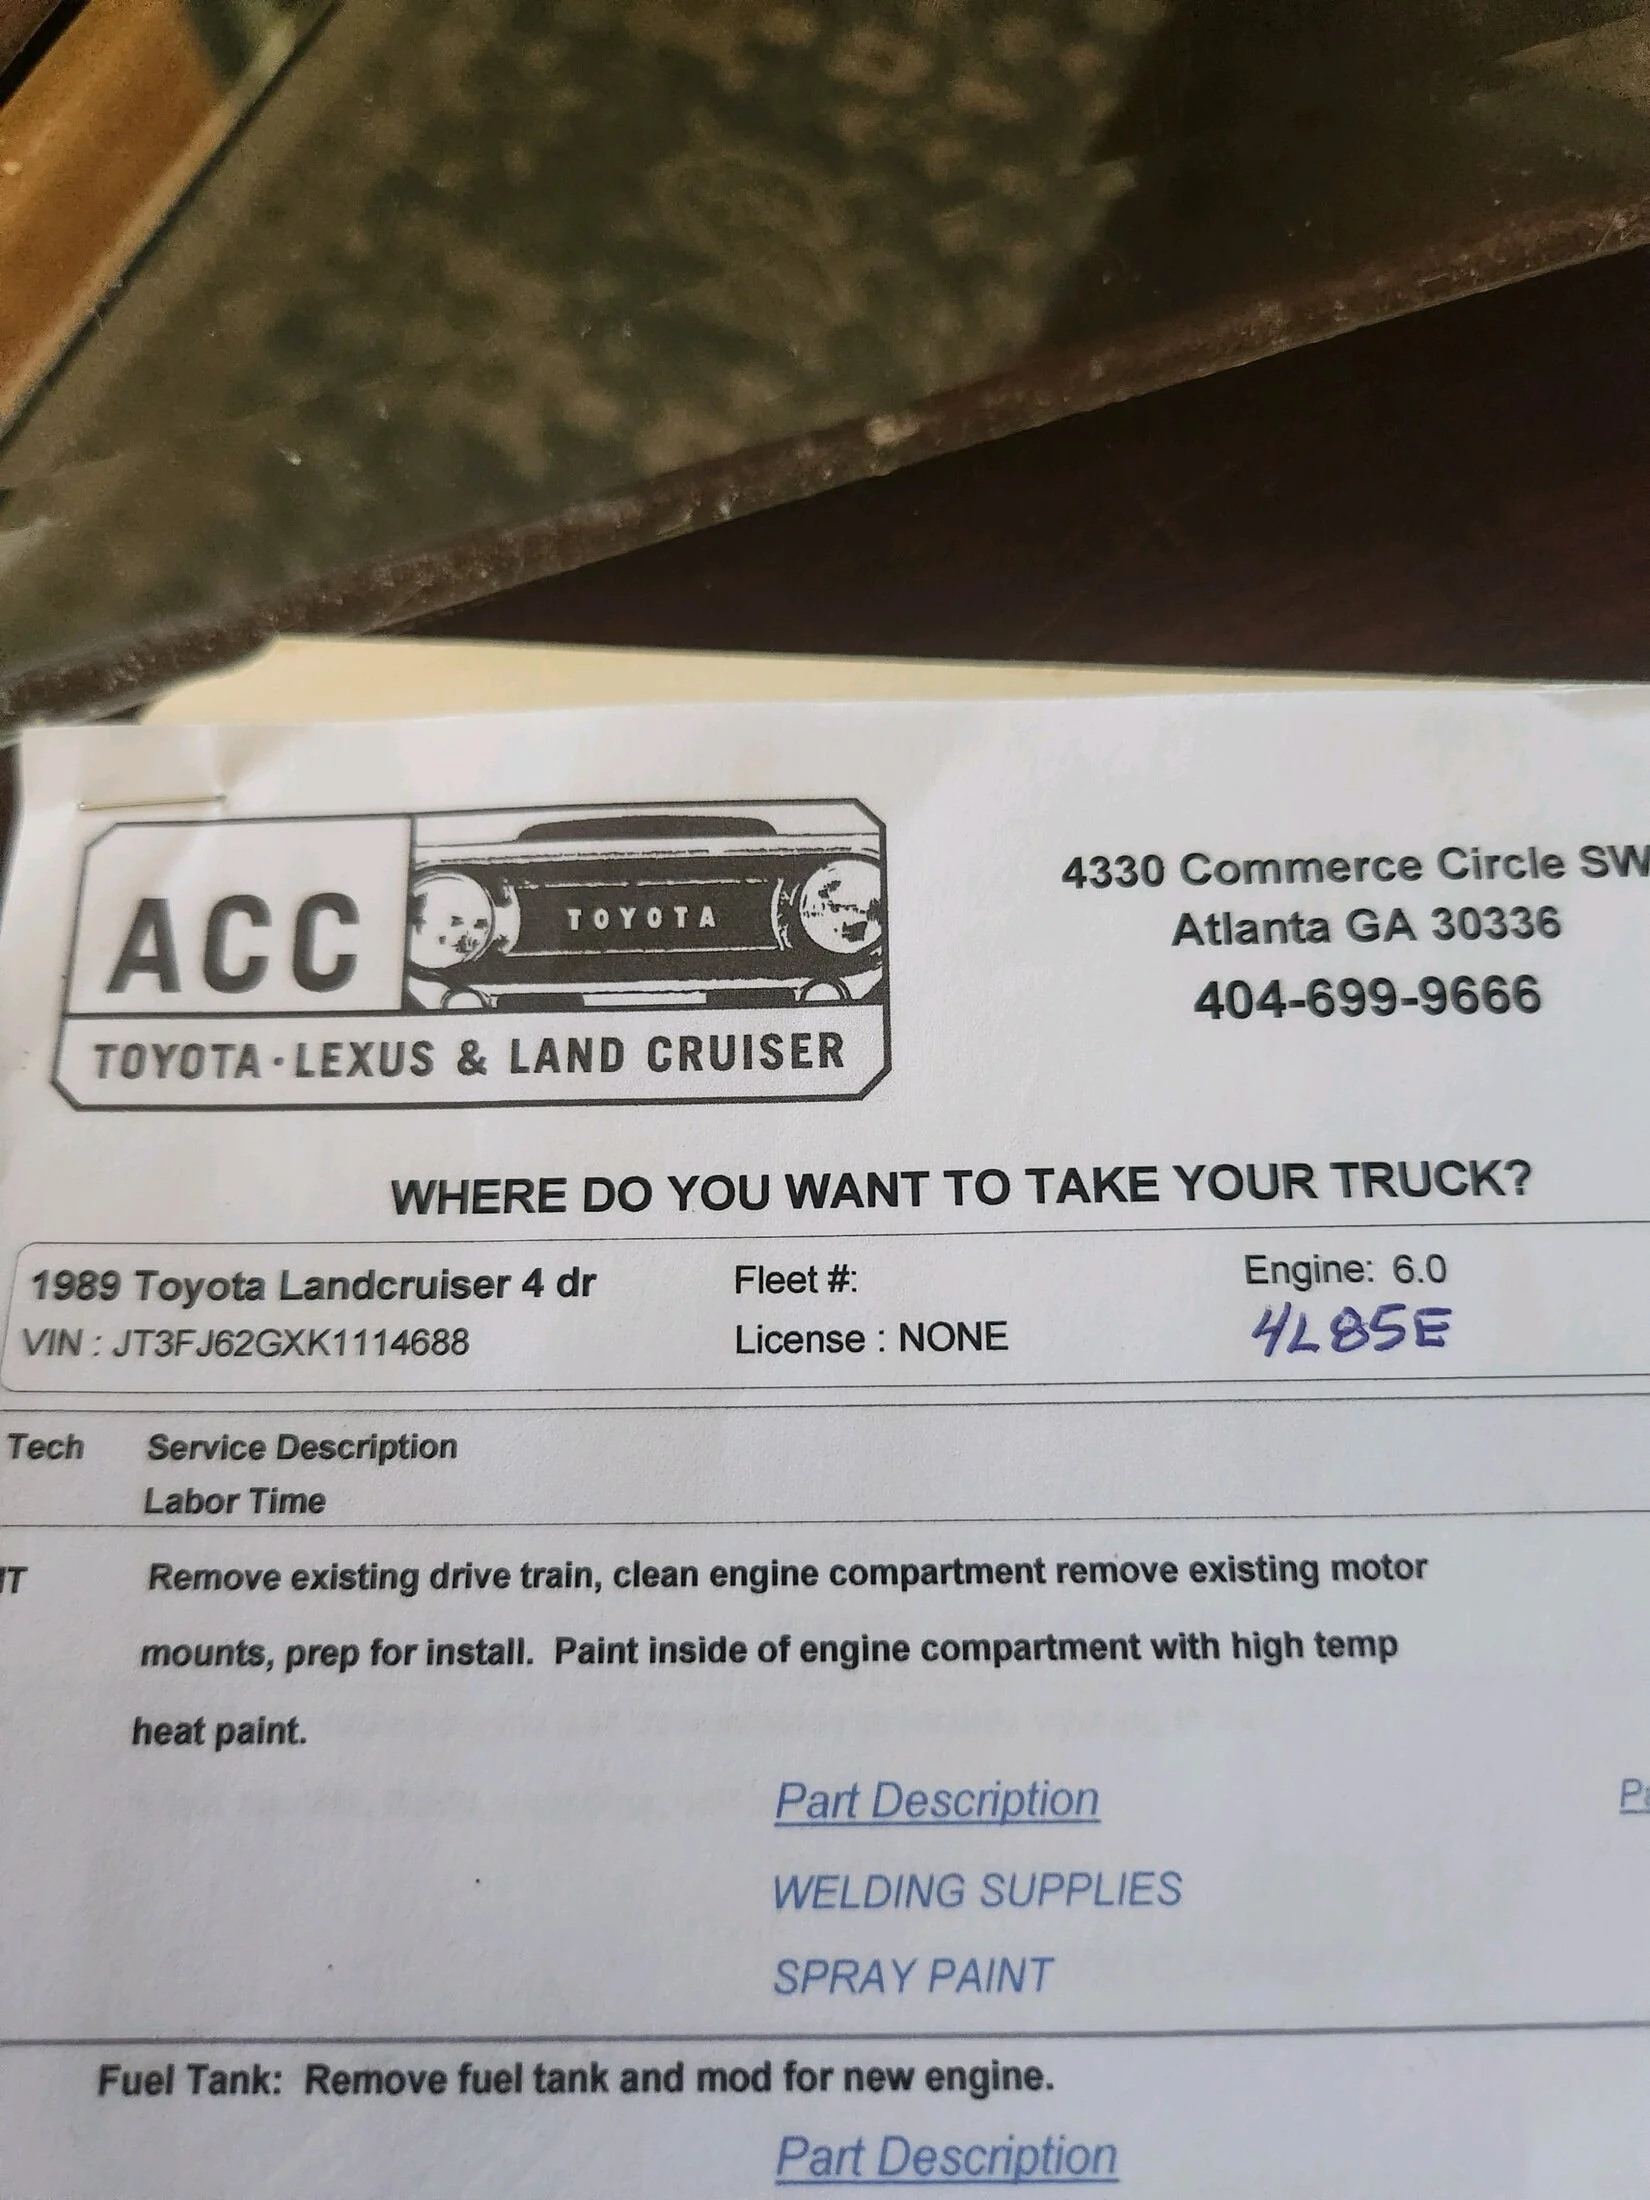 ACC
TOYOTA
TOYOTA · LEXUS & LAND CRUISER
4330 Commerce Circle SW
Atlanta GA 30336
404-699-9666
WHERE DO YOU WANT TO TAKE YOUR TRUCK?
1989 Toyota Landcruiser 4 dr Fleet #: Engine: 6.0
VIN : JT3FJ62GXK1114688 License : NONE 4L85E
Tech Service Description
Labor Time
Remove existing drive train, clean engine compartment remove existing motor
mounts, prep for install. Paint inside of engine compartment with high temp
heat paint.
Part Description
WELDING SUPPLIES
SPRAY PAINT
Fuel Tank: Remove fuel tank and mod for new engine.
Part Description